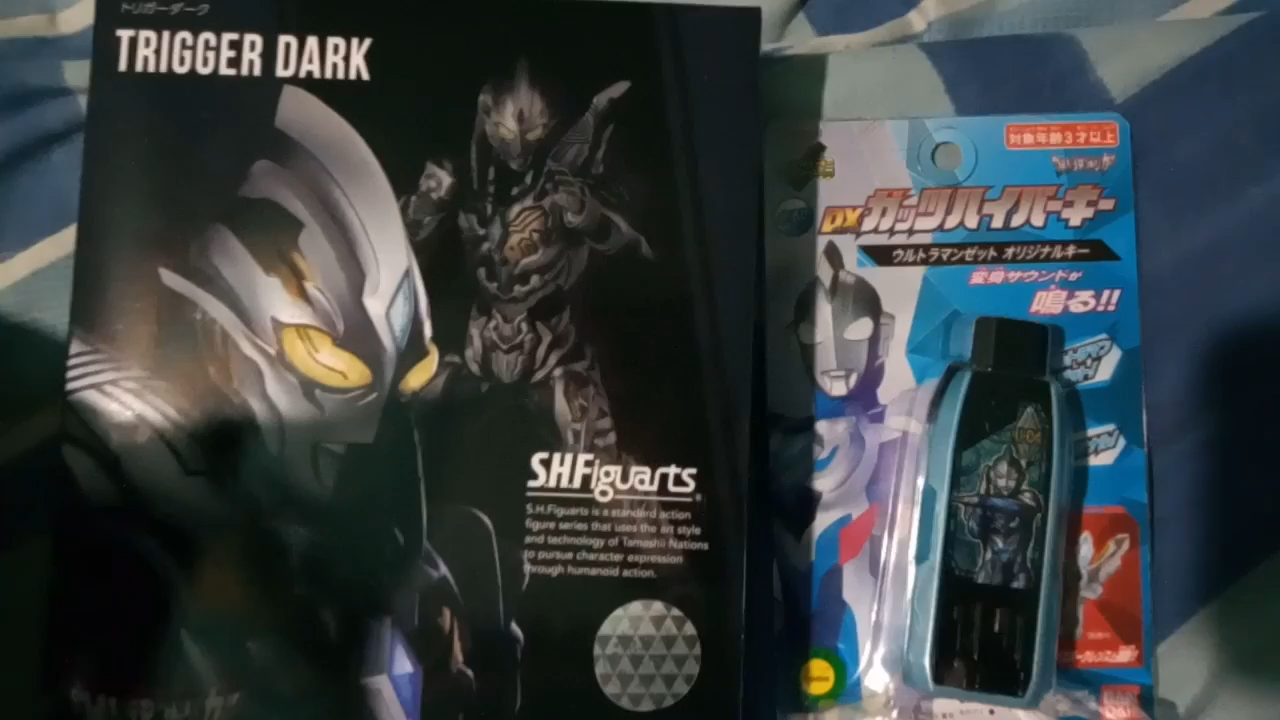 トリガーダーク
TRIGGER DARK
S.H.Figuarts
S.H.Figuarts is a standard action
figure series that uses the art style
and technology of Tamashii Nations
to pursue character expression
through humanoid action.
対象年齢3才以上
DXガッツハイパーキー
ウルトラマンゼット オリジナルキー
変身サウンドが
鳴る!!